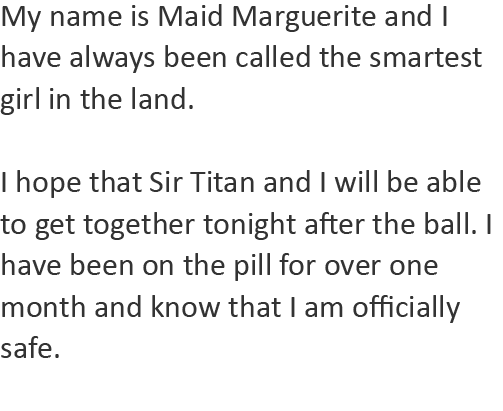 My name is Maid Marguerite and I
have always been called the smartest
girl in the land.
I hope that Sir Titan and I will be able
to get together tonight after the ball. I
have been on the pill for over one
month and know that I am officially
safe.